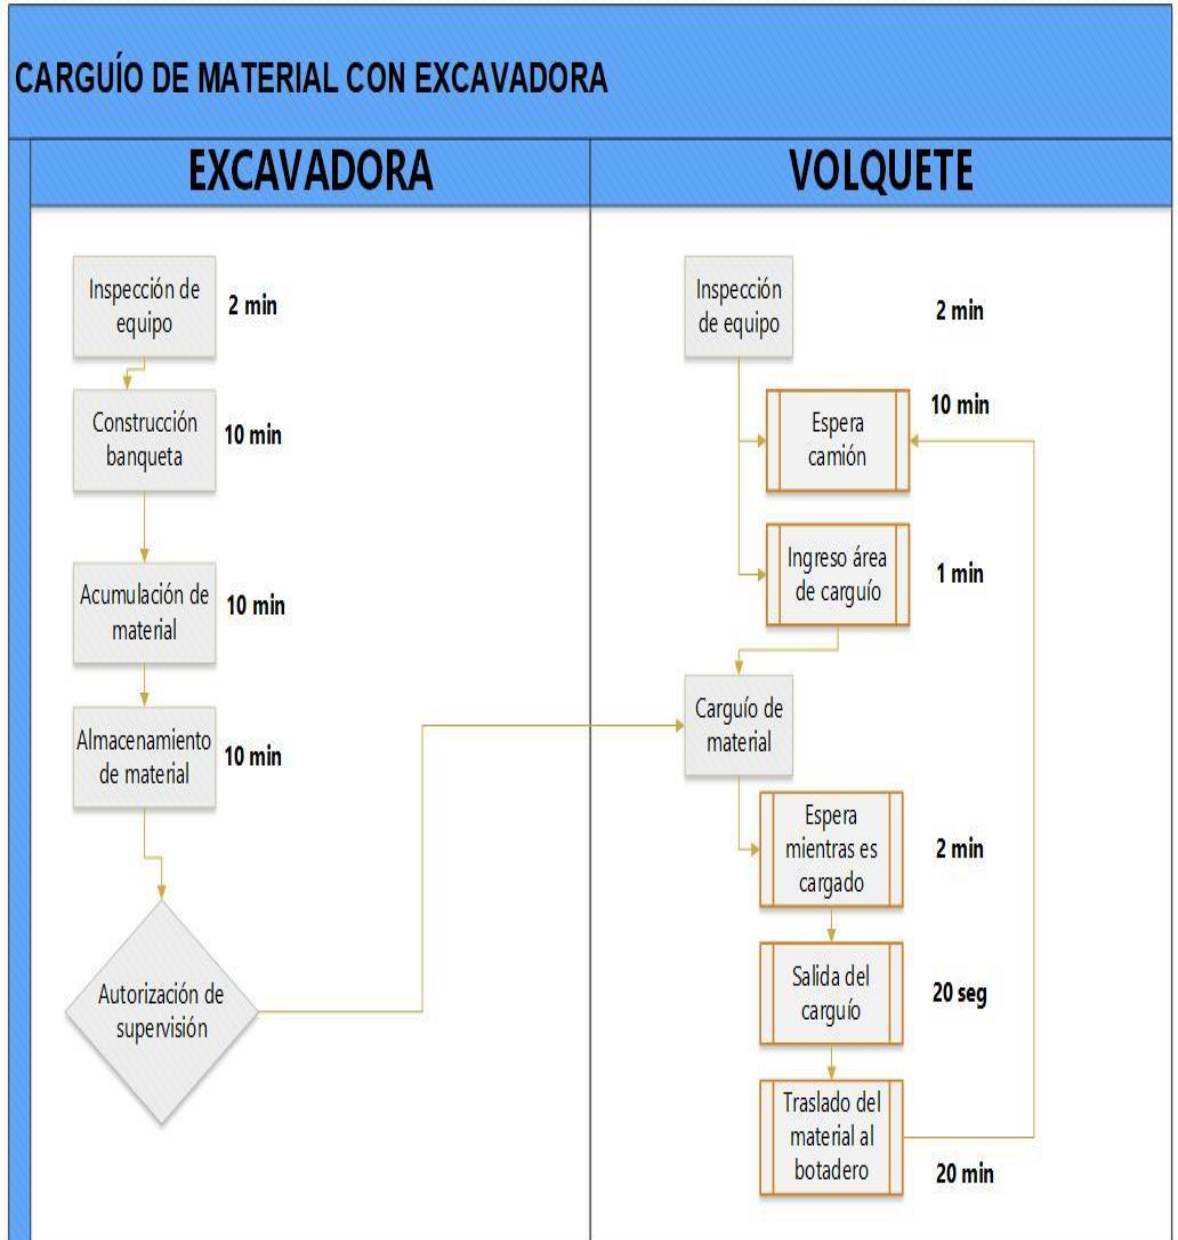 CARGUÍO DE MATERIAL CON EXCAVADORA
EXCAVADORA
VOLQUETE
Inspección de
equipo
2 min
Construcción
banqueta
10 min
Acumulación de
material
10 min
Almacenamiento
de material
10 min
Autorización de
supervisión
Inspección
de equipo
2 min
Espera
camión
10 min
Ingreso área
de carguío
1 min
Carguío de
material
Espera
mientras es
cargado
2 min
Salida del
carguío
20 seg
Traslado del
material al
botadero
20 min